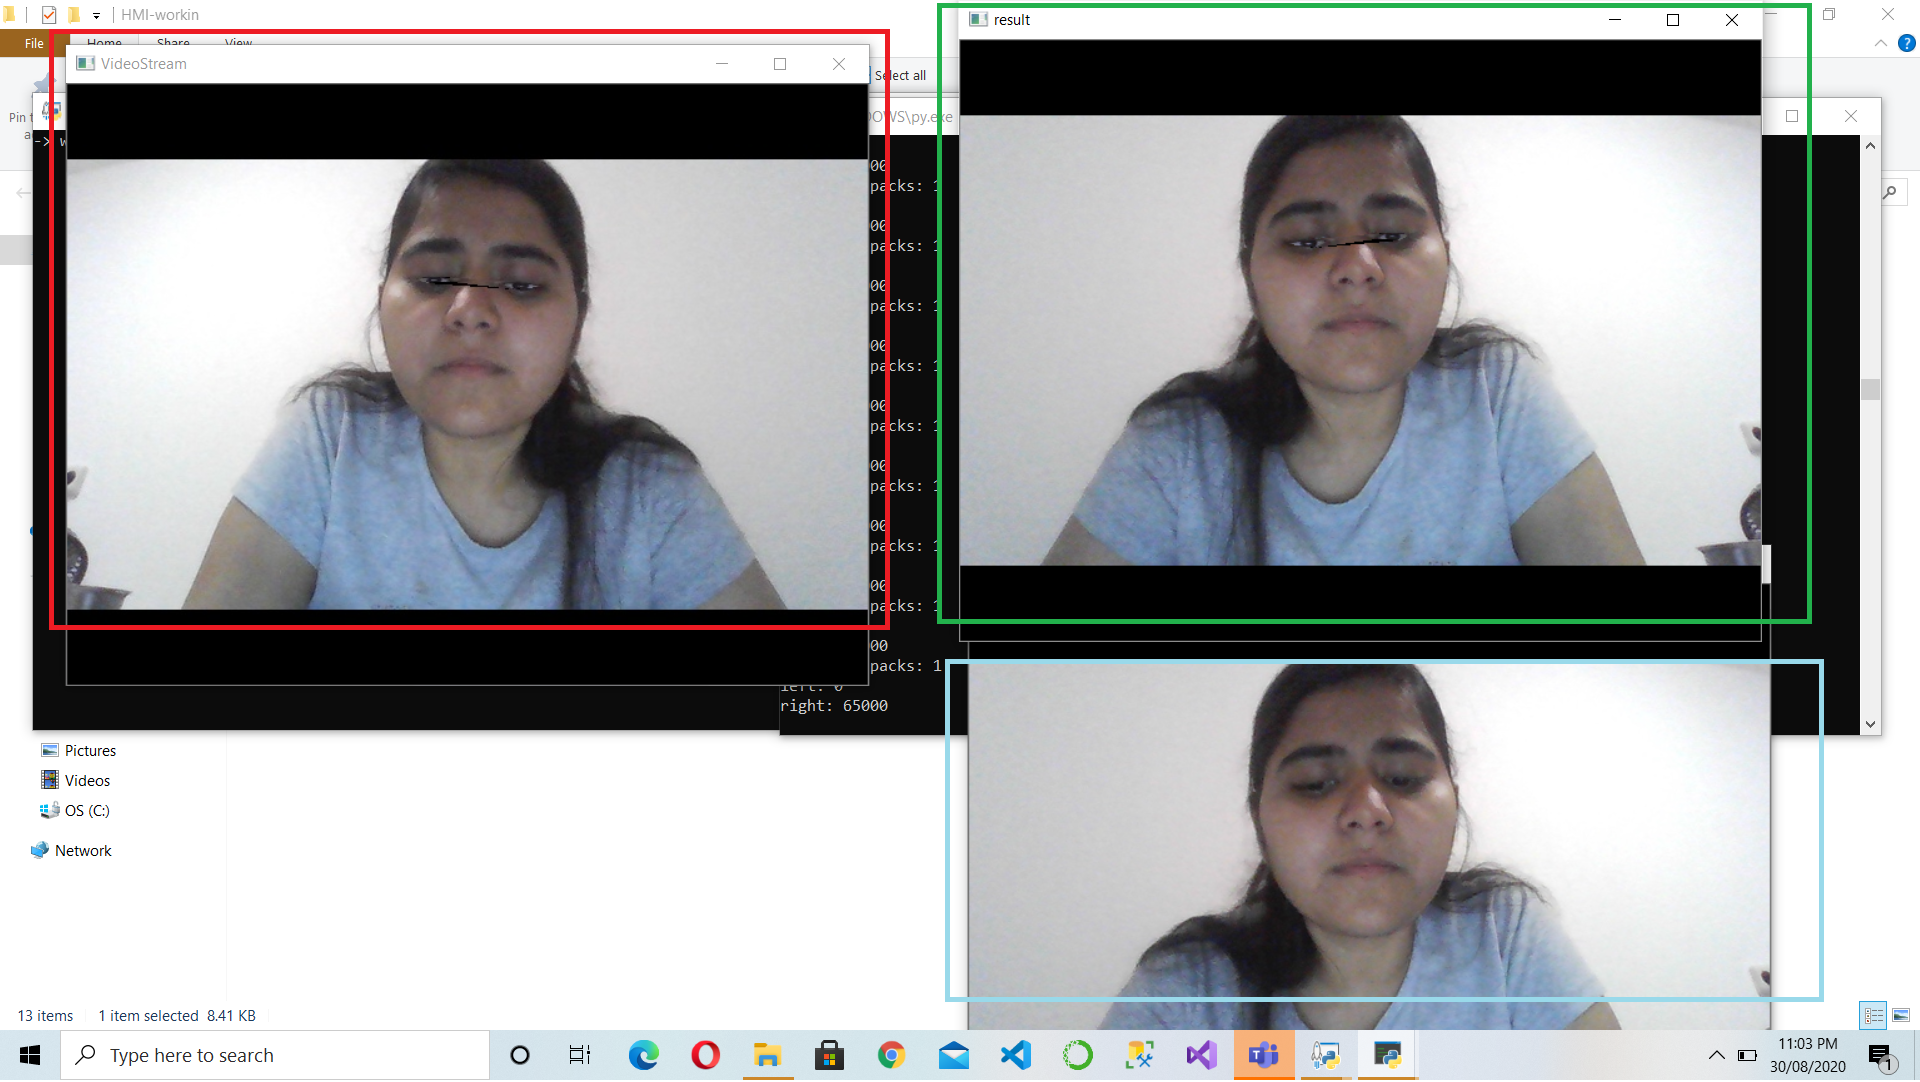 HMI-workin
result
File
Home
Share
View
VideoStream
Select all
Pin t
a
OWS\py.exe
-> w
00
packs: 1
00
packs: 1
00
packs: 1
00
packs: 1
00
packs: 1
00
packs: 1
00
packs: 1
00
packs: 1
00
packs: 1
left: 0
right: 65000
Pictures
Videos
OS (C:)
Network
13 items
1 item selected 8.41 KB
Type here to search
11:03 PM
30/08/2020
1